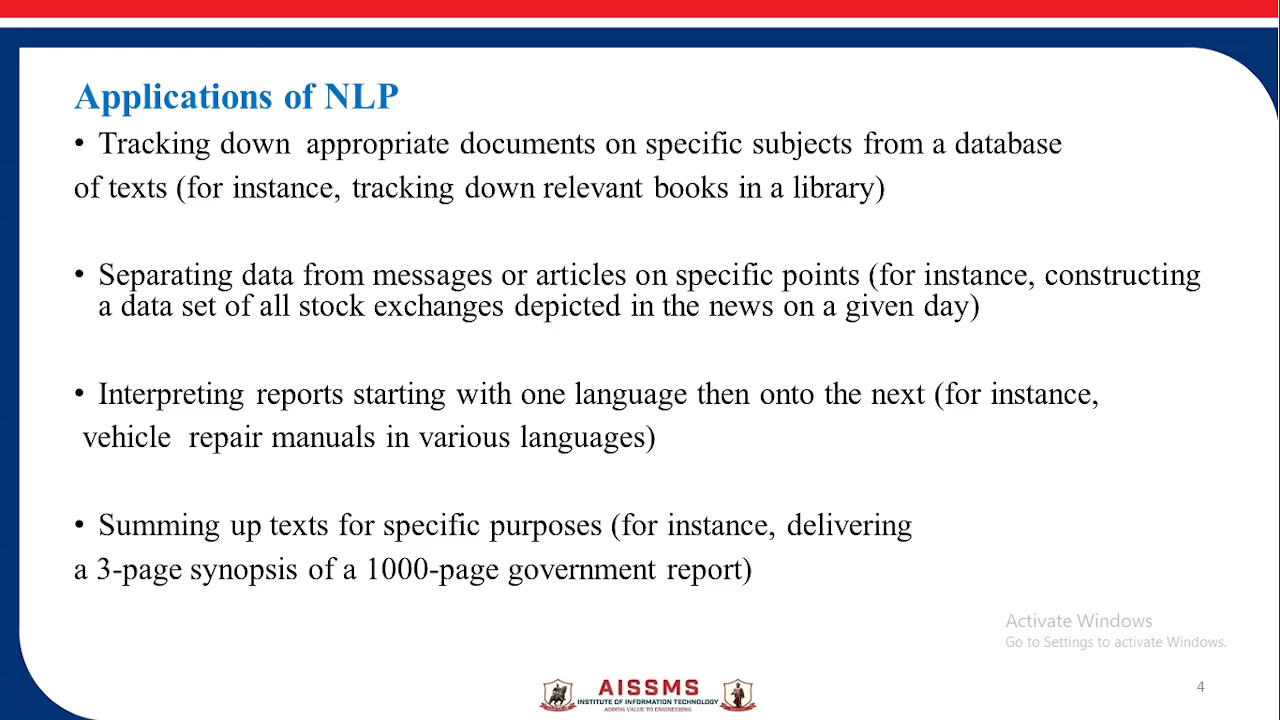 Applications of NLP
• Tracking down appropriate documents on specific subjects from a database
of texts (for instance, tracking down relevant books in a library)
• Separating data from messages or articles on specific points (for instance, constructing
a data set of all stock exchanges depicted in the news on a given day)
• Interpreting reports starting with one language then onto the next (for instance,
vehicle repair manuals in various languages)
• Summing up texts for specific purposes (for instance, delivering
a 3-page synopsis of a 1000-page government report)
Activate Windows
Go to Settings to activate Windows.
AISSMS
INSTITUTE OF INFORMATION TECHNOLOGY
ADDING VALUE TO ENGINEERING
4